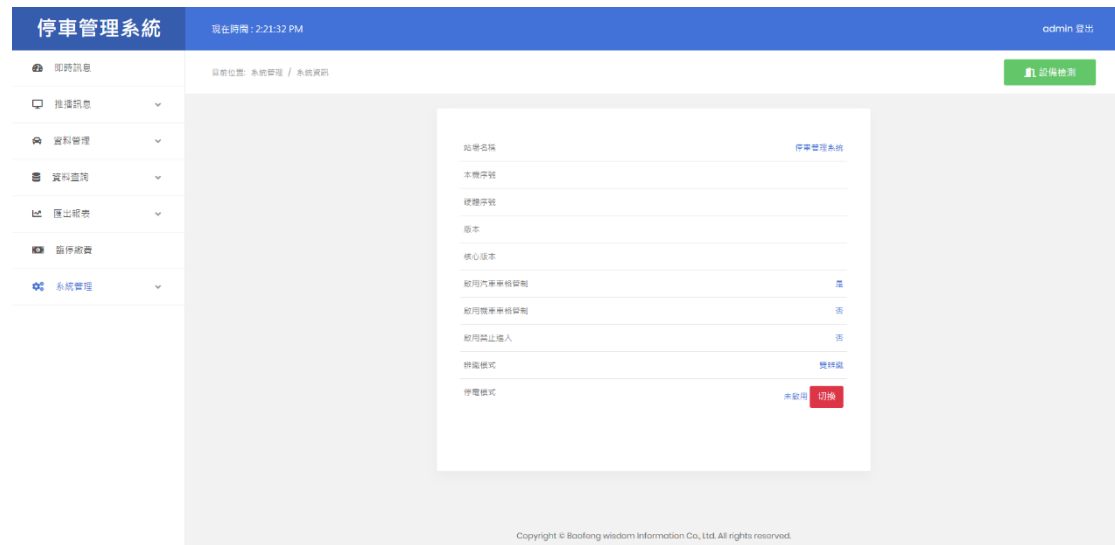 停車管理系統
現在時間 : 2:21:32 PM
admin 登出
即時訊息
推播訊息
資料管理
資料查詢
匯出報表
臨停繳費
系統管理
目前位置: 系統管理 / 系統資訊
設備檢測
站場名稱 停車管理系統
本機序號
硬體序號
版本
核心版本
啟用汽車車格管制 是
啟用機車車格管制 否
啟用禁止進入 否
辨識模式 雙辨識
停電模式 未啟用 切換
Copyright © Baofeng wisdom Information Co., Ltd. All rights reserved.